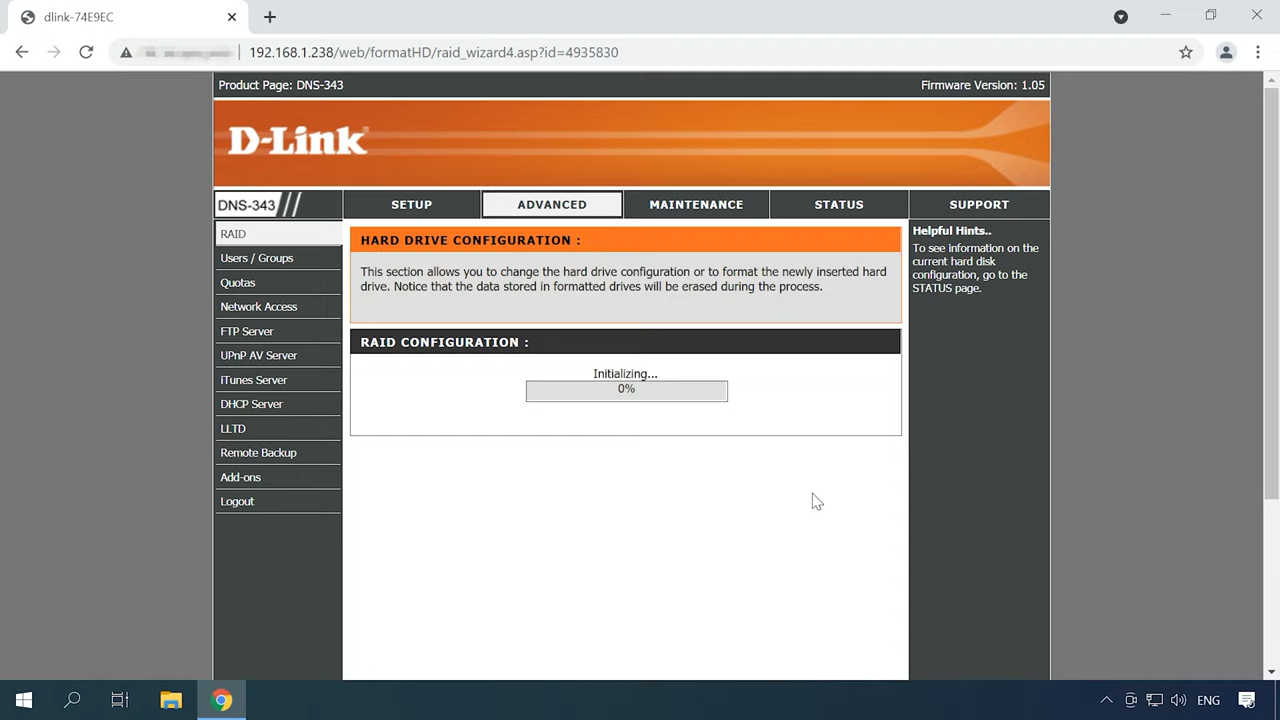 dlink-74E9EC
192.168.1.238/web/formatHD/raid_wizard4.asp?id=4935830
Product Page: DNS-343
Firmware Version: 1.05
D-Link
DNS-343
SETUP
ADVANCED
MAINTENANCE
STATUS
SUPPORT
RAID
Users / Groups
Quotas
Network Access
FTP Server
UPnP AV Server
iTunes Server
DHCP Server
LLTD
Remote Backup
Add-ons
Logout
HARD DRIVE CONFIGURATION :
This section allows you to change the hard drive configuration or to format the newly inserted hard
drive. Notice that the data stored in formatted drives will be erased during the process.
RAID CONFIGURATION :
Initializing...
0%
Helpful Hints..
To see information on the
current hard disk
configuration, go to the
STATUS page.
ENG